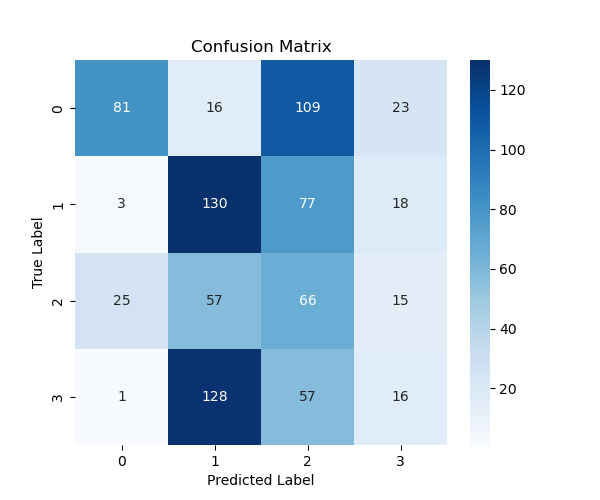 Confusion Matrix
0 81 16 109 23
1 3 130 77 18
2 25 57 66 15
3 1 128 57 16
0 1 2 3
True Label
Predicted Label
120
100
80
60
40
20